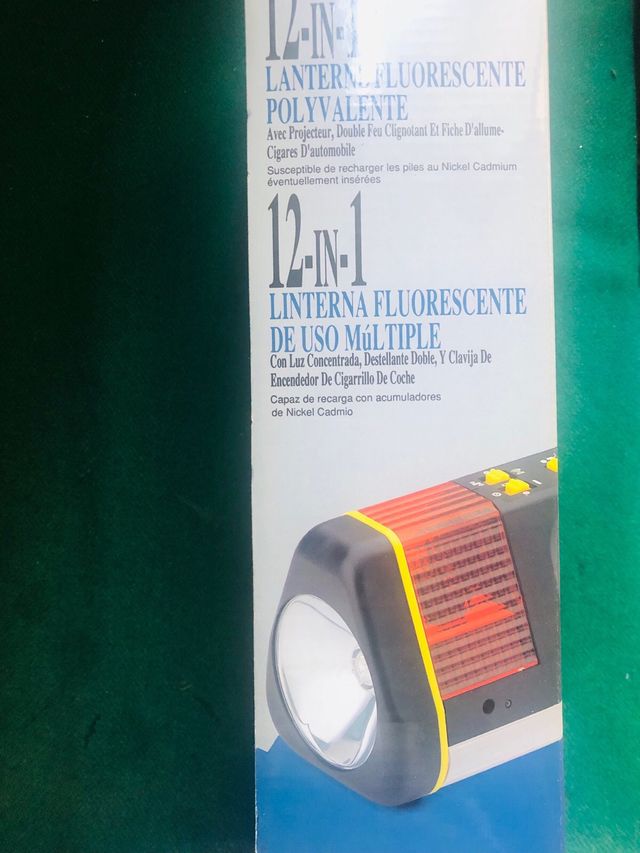 12-IN-1
LANTERNE FLUORESCENTE
POLYVALENTE
Avec Projecteur, Double Feu Clignotant Et Fiche D'allume-
Cigares D'automobile
Susceptible de recharger les piles au Nickel Cadmium
éventuellement insérées
12-IN-1
LINTERNA FLUORESCENTE
DE USO MúLTIPLE
Con Luz Concentrada, Destellante Doble, Y Clavija De
Encendedor De Cigarrillo De Coche
Capaz de recarga con acumuladores
de Nickel Cadmio